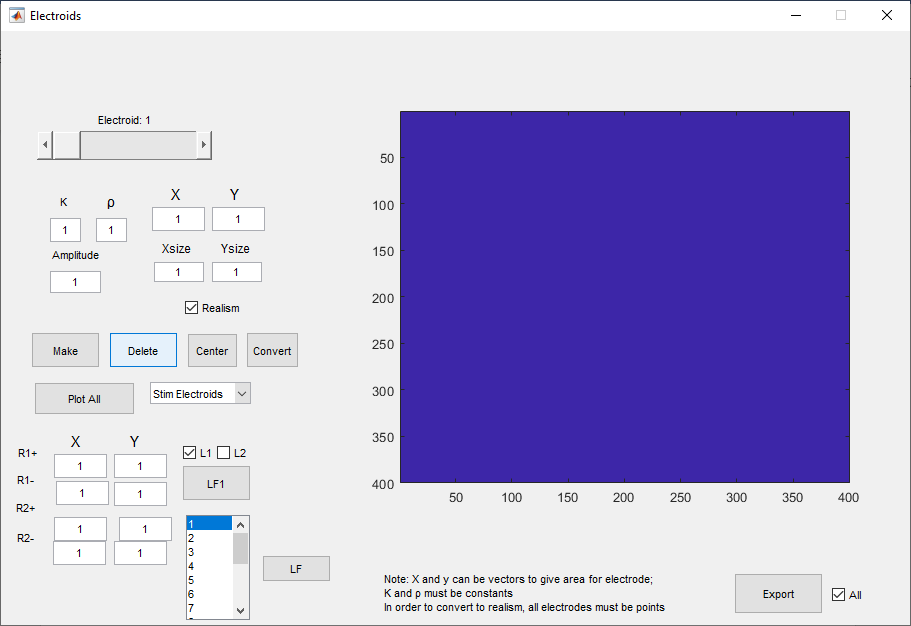 Electroids
Electroid: 1
K ρ X Y
1 1 1 1
Amplitude Xsize Ysize
1 1 1
Realism
Make Delete Center Convert
Plot All Stim Electroids
X Y
R1+ 1 1 L1 L2
R1- 1 1 LF1
R2+ 1 1
R2- 1 1
1
2
3
4
5
6
7
LF
50
100
150
200
250
300
350
400
50 100 150 200 250 300 350 400
Note: X and y can be vectors to give area for electrode;
K and ρ must be constants
In order to convert to realism, all electrodes must be points
Export All